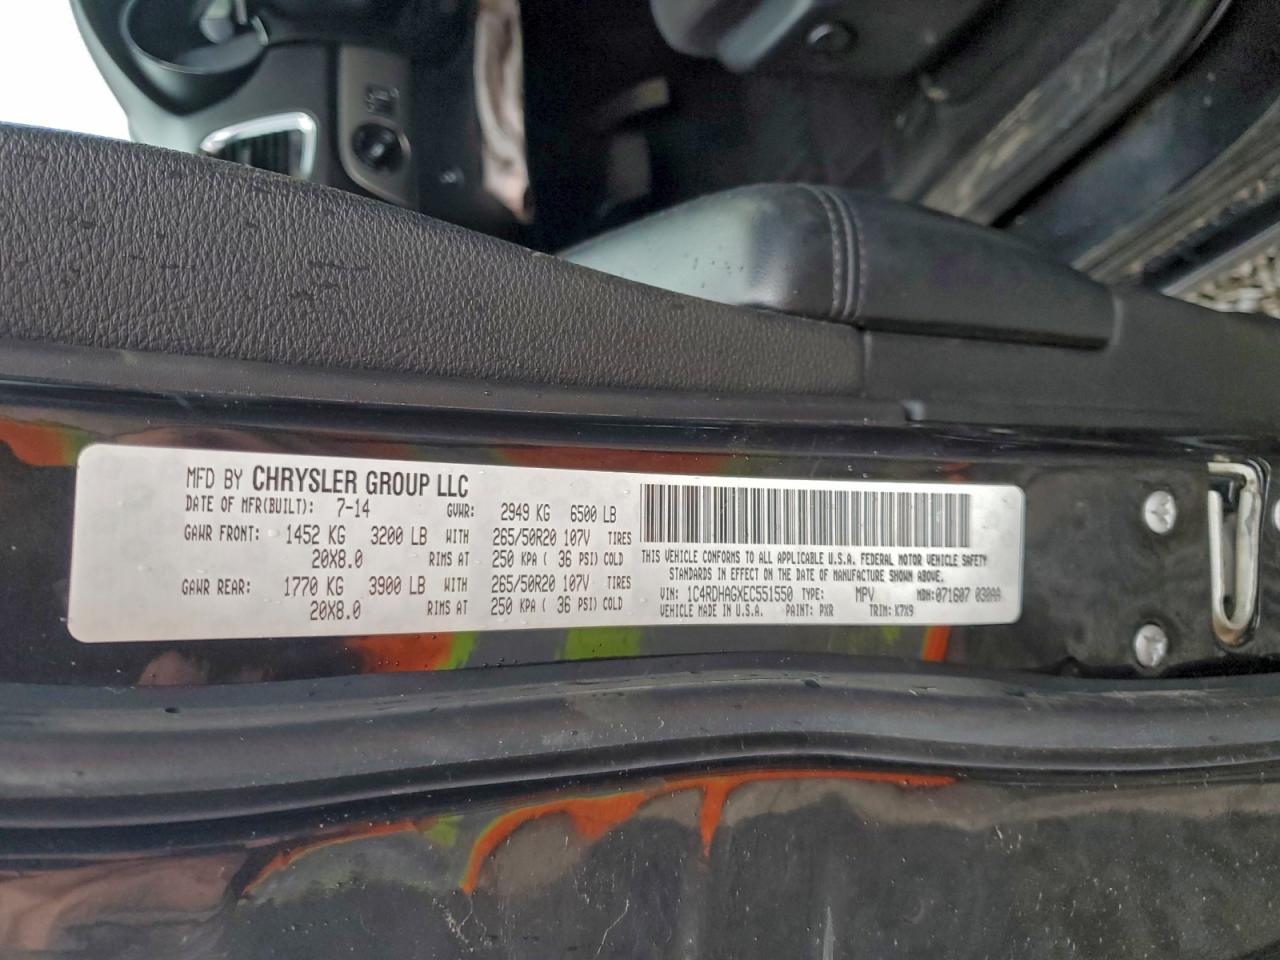 MFD BY CHRYSLER GROUP LLC
DATE OF MFR(BUILT): 7-14 GVWR: 2949 KG 6500 LB
GAWR FRONT: 1452 KG 3200 LB WITH 265/50R20 107V TIRES
20X8.0 RIMS AT 250 KPA ( 36 PSI) COLD
GAWR REAR: 1770 KG 3900 LB WITH 265/50R20 107V TIRES
20X8.0 RIMS AT 250 KPA ( 36 PSI) COLD
THIS VEHICLE CONFORMS TO ALL APPLICABLE U.S.A. FEDERAL MOTOR VEHICLE SAFETY
STANDARDS IN EFFECT ON THE DATE OF MANUFACTURE SHOWN ABOVE.
VIN: 1C4RDHAGXEC551550 TYPE: MPV MDH: 071607 030AA
VEHICLE MADE IN U.S.A. PAINT: PXR TRIM: K7X9